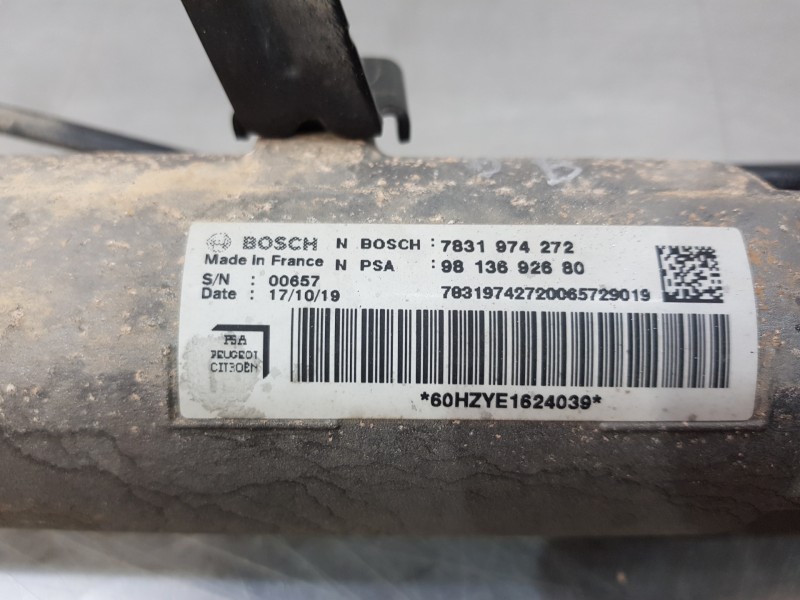 BOSCH N BOSCH : 7831 974 272
Made in France N PSA : 98 136 926 80
S/N : 00657
Date : 17/10/19 78319742720065729019
PSA
PEUGEOT
CITROËN
*60HZYE1624039*